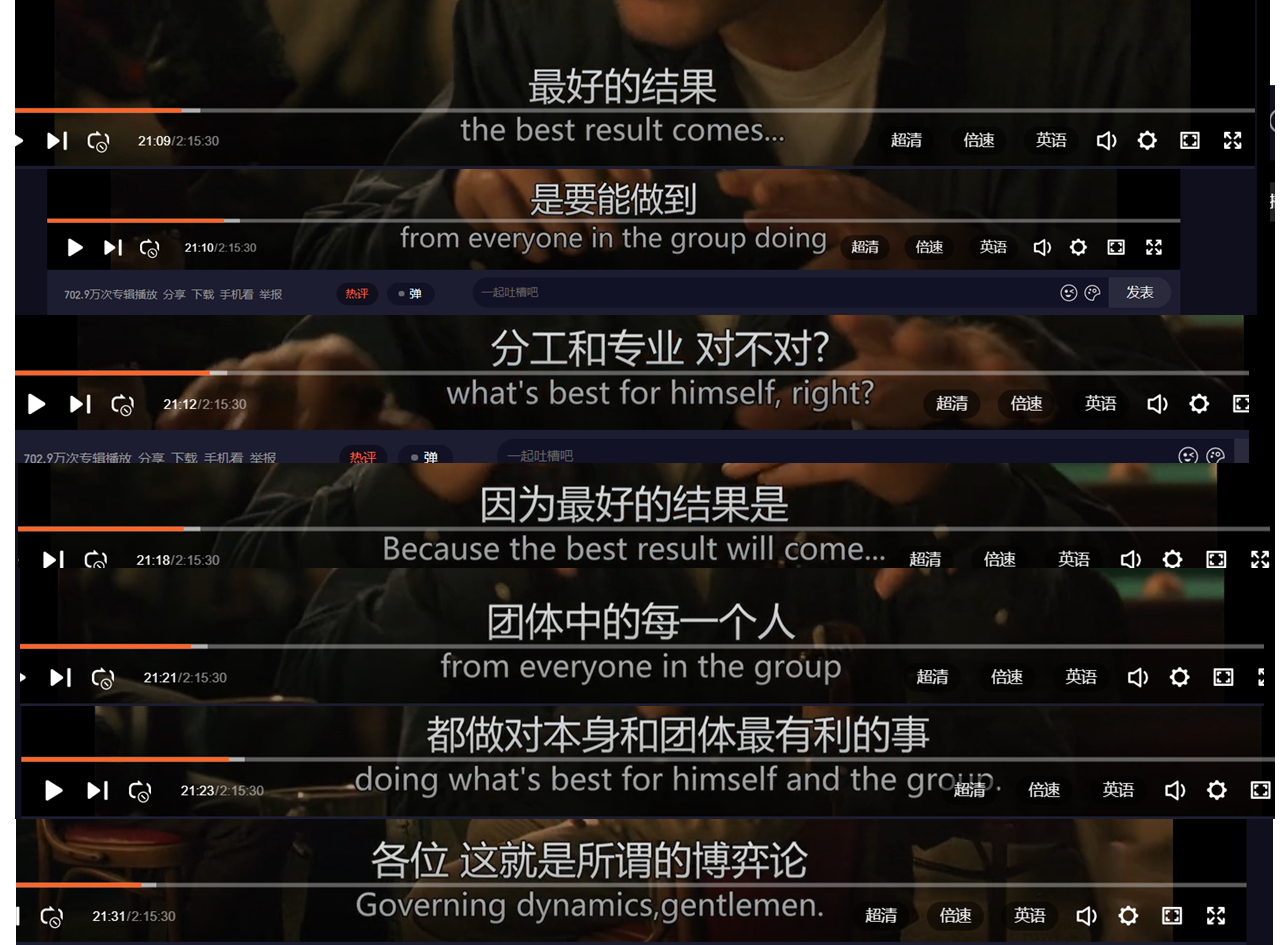 最好的结果
the best result comes...
21:09/2:15:30 超清 倍速 英语
是要能做到
from everyone in the group doing
21:10/2:15:30 超清 倍速 英语
702.9万次专辑播放 分享 下载 手机看 举报 热评 弹 一起吐槽吧 发表
分工和专业 对不对?
what's best for himself, right?
21:12/2:15:30 超清 倍速 英语
702.9万次专辑播放 分享 下载 手机看 举报 热评 弹 一起吐槽吧
因为最好的结果是
Because the best result will come...
21:18/2:15:30 超清 倍速 英语
团体中的每一个人
from everyone in the group
21:21/2:15:30 超清 倍速 英语
都做对本身和团体最有利的事
doing what's best for himself and the group.
21:23/2:15:30 超清 倍速 英语
各位 这就是所谓的博弈论
Governing dynamics,gentlemen.
21:31/2:15:30 超清 倍速 英语